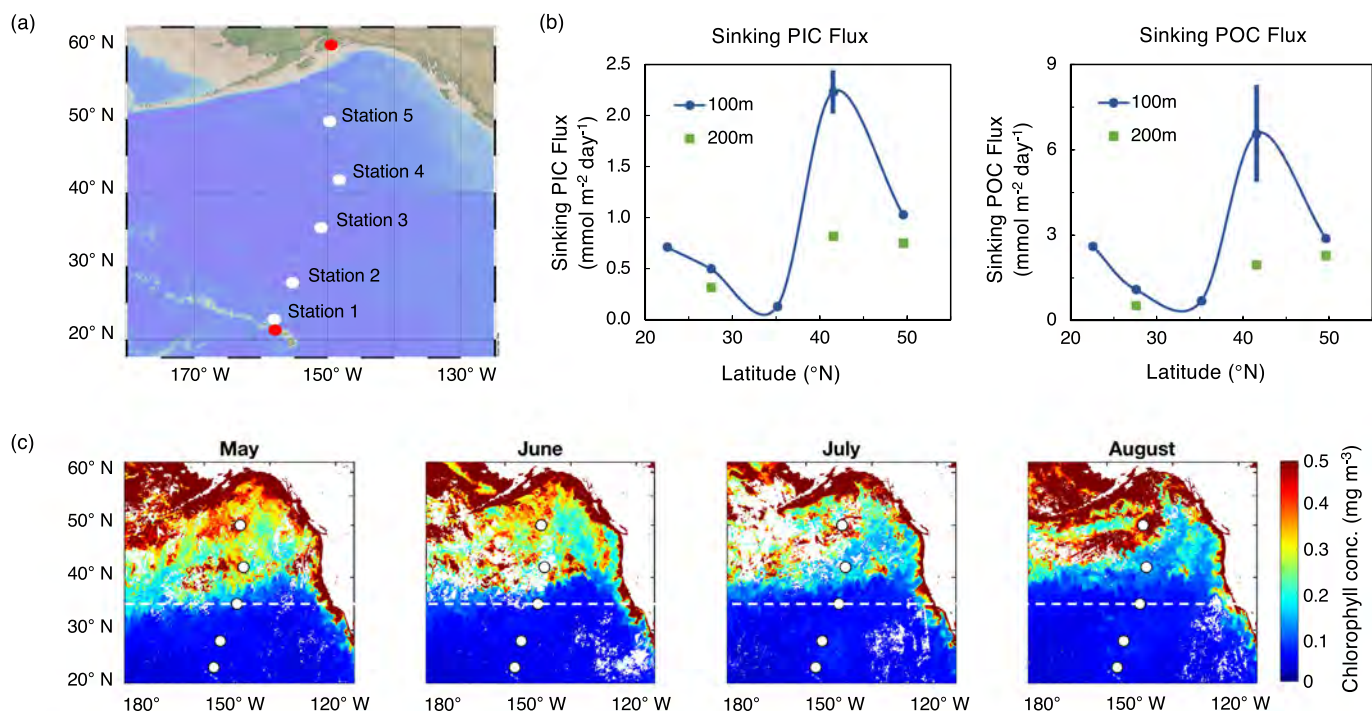 (a)
60° N
50° N
40° N
30° N
20° N
170° W
150° W
130° W
Station 5
Station 4
Station 3
Station 2
Station 1
(b)
Sinking PIC Flux
Sinking PIC Flux
(mmol m-2 day-1)
2.5
2.0
1.5
1.0
0.5
0.0
100m
200m
20
30
40
50
Latitude (°N)
Sinking POC Flux
Sinking POC Flux
(mmol m-2 day-1)
9
6
3
0
100m
200m
20
30
40
50
Latitude (°N)
(c)
May
June
July
August
60° N
50° N
40° N
30° N
20° N
180°
150° W
120° W
180°
150° W
120° W
180°
150° W
120° W
180°
150° W
120° W
0.5
0.4
0.3
0.2
0.1
0
Chlorophyll conc. (mg m-3)